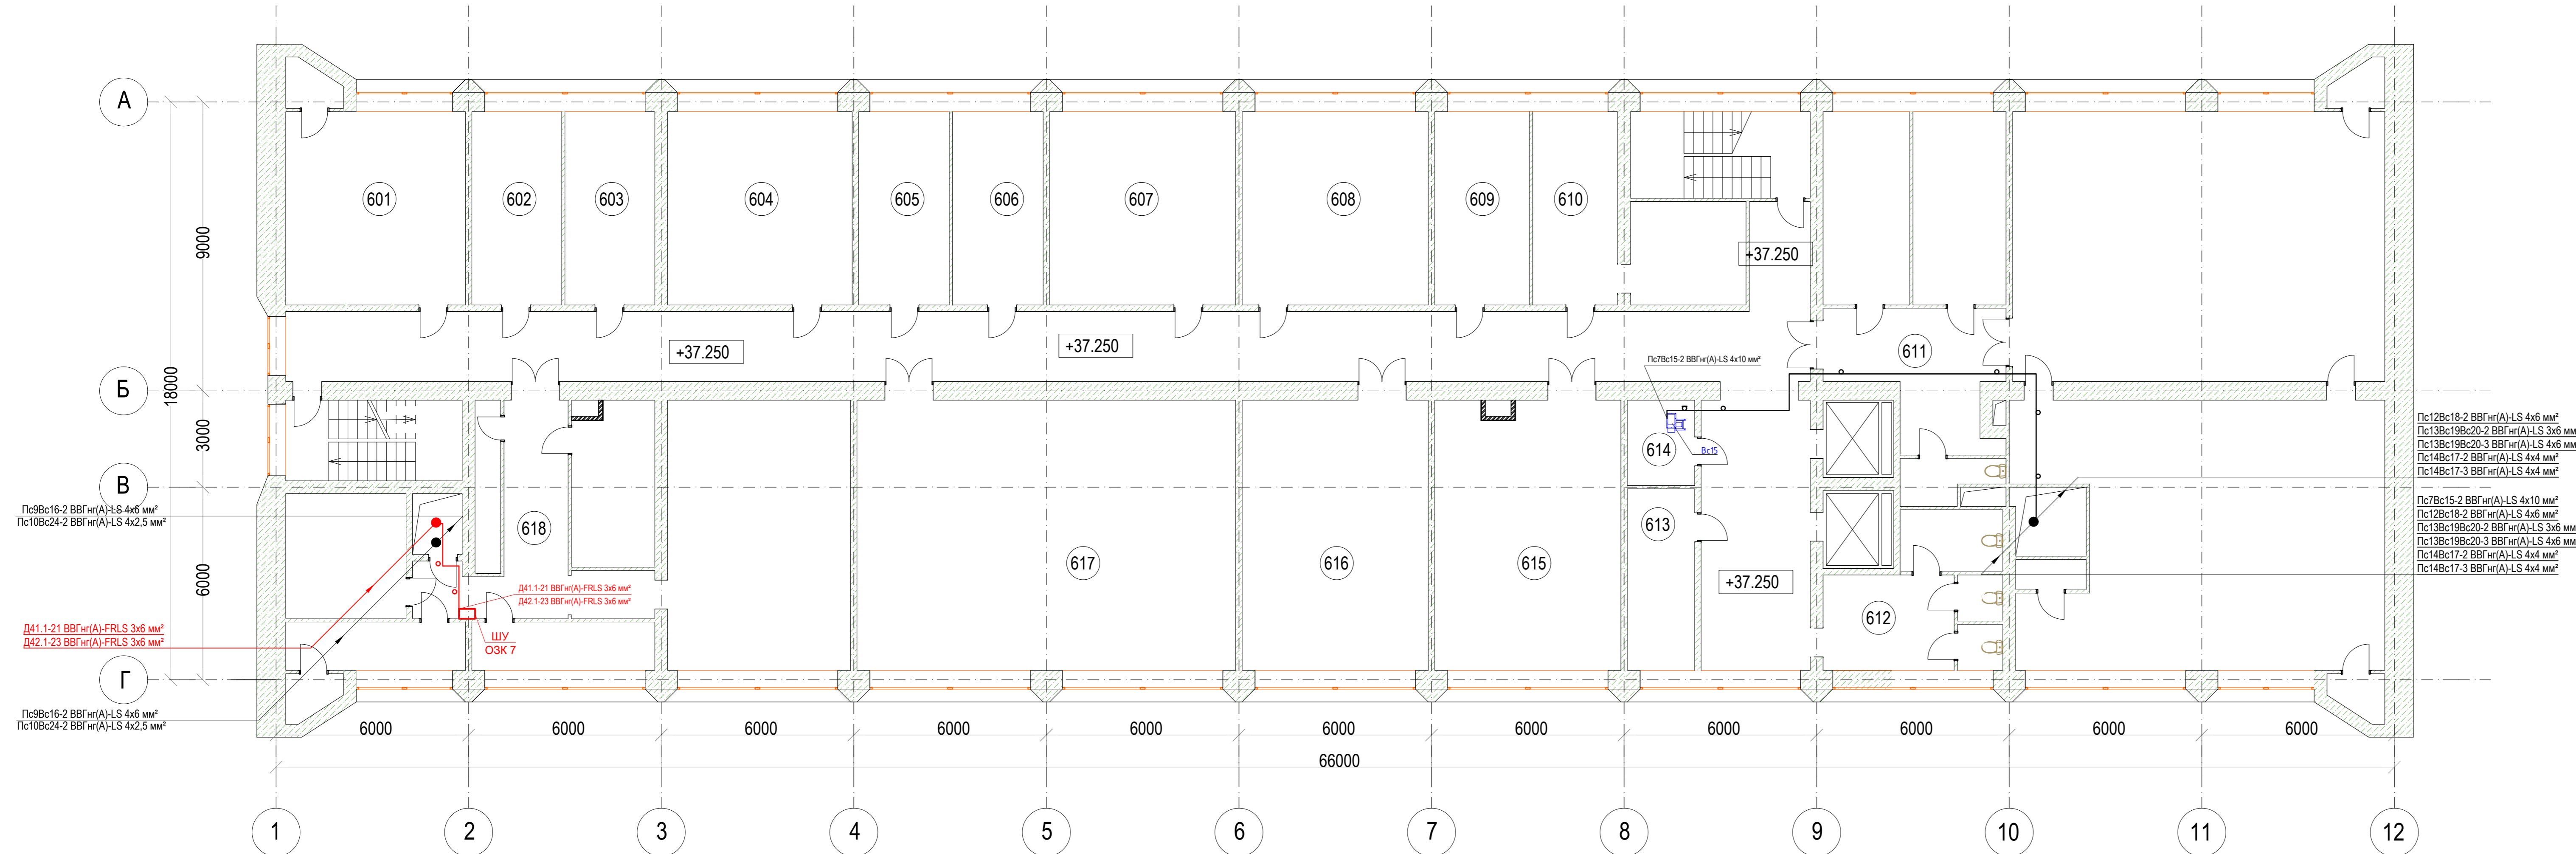 А
601
602
603
604
605
606
607
608
609
610
+37.250
9000
18000
+37.250
+37.250
611
Пс7Вс15-2 ВВГнг(А)-LS 4х10 мм²
Б
3000
614
Вс15
Пс12Вс18-2 ВВГнг(А)-LS 4х6 мм²
Пс13Вс19Вс20-2 ВВГнг(А)-LS 3х6 мм
Пс13Вс19Вс20-3 ВВГнг(А)-LS 4х6 мм
Пс14Вс17-2 ВВГнг(А)-LS 4х4 мм²
Пс14Вс17-3 ВВГнг(А)-LS 4х4 мм²
В
Пс9Вс16-2 ВВГнг(А)-LS 4х6 мм²
Пс10Вс24-2 ВВГнг(А)-LS 4х2,5 мм²
618
613
Пс7Вс15-2 ВВГнг(А)-LS 4х10 мм²
Пс12Вс18-2 ВВГнг(А)-LS 4х6 мм²
Пс13Вс19Вс20-2 ВВГнг(А)-LS 3х6 мм
Пс13Вс19Вс20-3 ВВГнг(А)-LS 4х6 мм
Пс14Вс17-2 ВВГнг(А)-LS 4х4 мм²
Пс14Вс17-3 ВВГнг(А)-LS 4х4 мм²
617
616
615
6000
+37.250
Д41.1-21 ВВГнг(А)-FRLS 3х6 мм²
Д42.1-23 ВВГнг(А)-FRLS 3х6 мм²
612
Д41.1-21 ВВГнг(А)-FRLS 3х6 мм²
Д42.1-23 ВВГнг(А)-FRLS 3х6 мм²
ШУ
ОЗК 7
Г
Пс9Вс16-2 ВВГнг(А)-LS 4х6 мм²
Пс10Вс24-2 ВВГнг(А)-LS 4х2,5 мм²
6000
6000
6000
6000
6000
6000
6000
6000
6000
6000
6000
66000
1
2
3
4
5
6
7
8
9
10
11
12